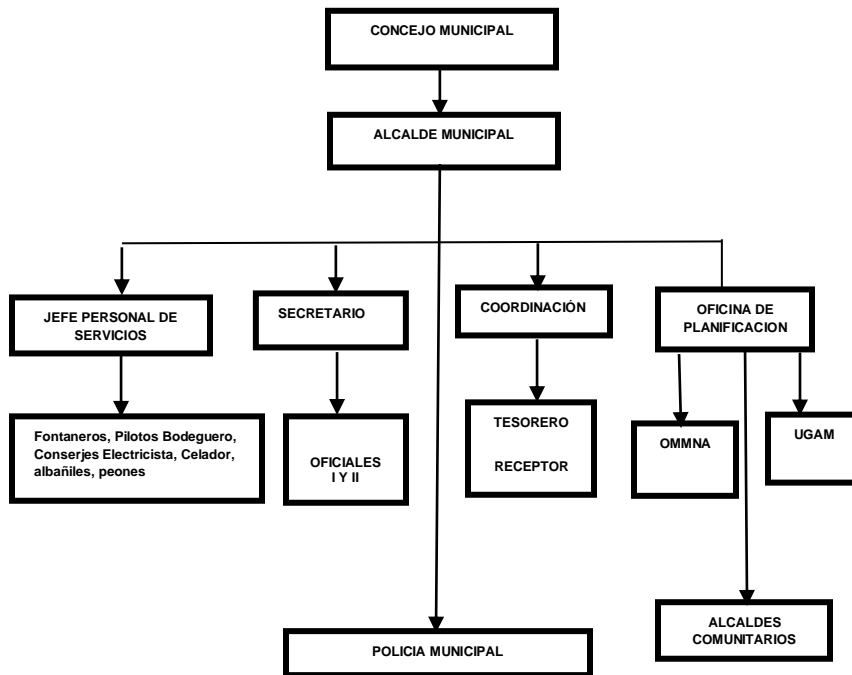 CONCEJO MUNICIPAL
ALCALDE MUNICIPAL
JEFE PERSONAL DE
SERVICIOS
SECRETARIO
COORDINACIÓN
OFICINA DE
PLANIFICACION
Fontaneros, Pilotos Bodeguero,
Conserjes Electricista, Celador,
albañiles, peones
OFICIALES
I Y II
TESORERO
RECEPTOR
OMMNA
UGAM
ALCALDES
COMUNITARIOS
POLICIA MUNICIPAL